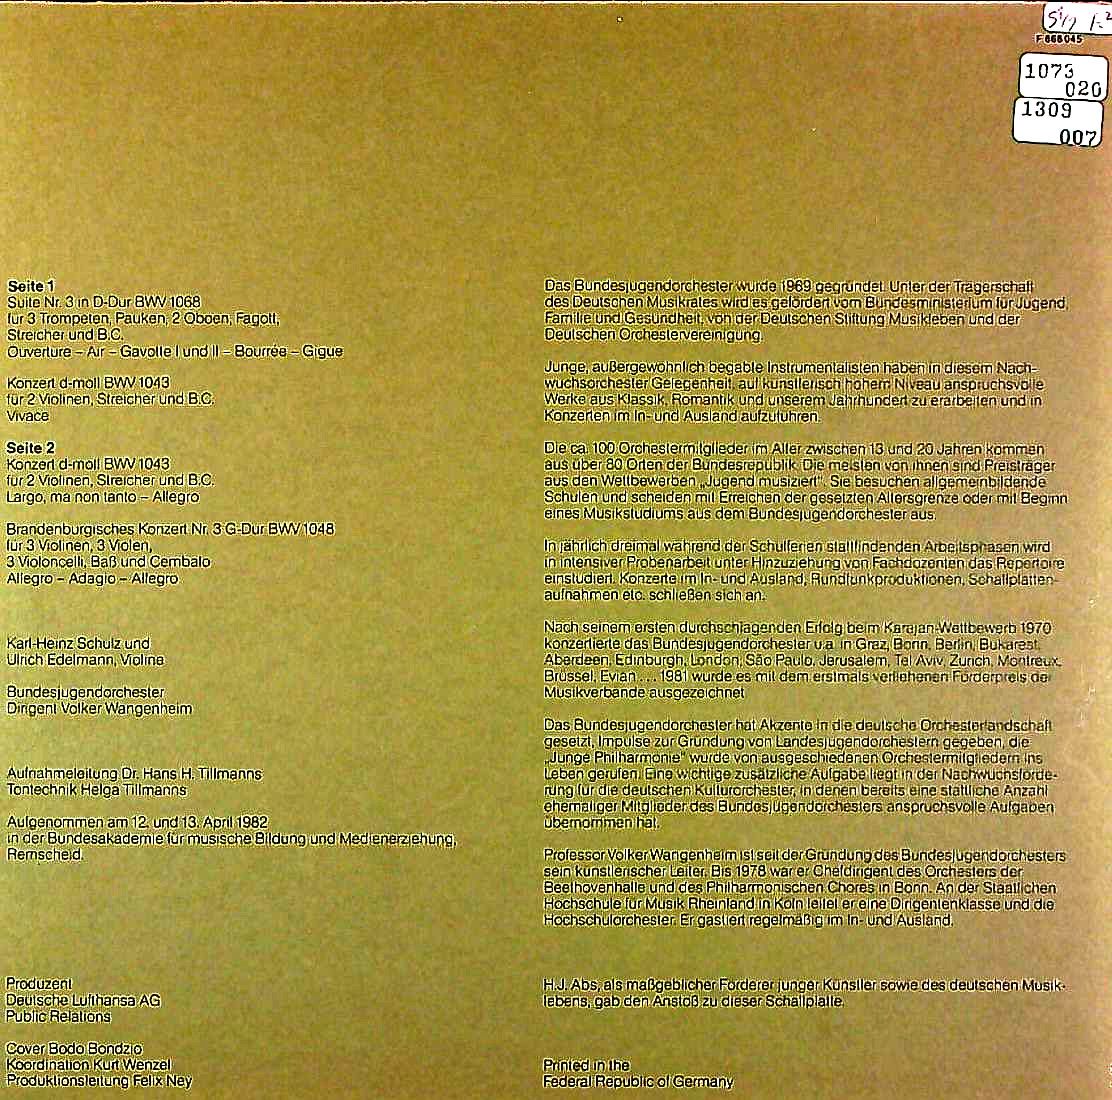 F 666045
1073
020
1309
007
Seite 1
Suite Nr. 3 in D-Dur BWV 1068
für 3 Trompeten, Pauken, 2 Oboen, Fagott,
Streicher und B.C.
Ouvertüre – Air – Gavotte I und II – Bourrée – Gigue
Konzert d-moll BWV 1043
für 2 Violinen, Streicher und B.C.
Vivace
Seite 2
Konzert d-moll BWV 1043
für 2 Violinen, Streicher und B.C.
Largo, ma non tanto – Allegro
Brandenburgisches Konzert Nr. 3 G-Dur BWV 1048
für 3 Violinen, 3 Violen,
3 Violoncelli, Baß und Cembalo
Allegro – Adagio – Allegro
Karl-Heinz Schulz und
Ulrich Edelmann, Violine
Bundesjugendorchester
Dirigent Volker Wangenheim
Aufnahmeleitung Dr. Hans H. Tillmanns
Tontechnik Helga Tillmanns
Aufgenommen am 12. und 13. April 1982
in der Bundesakademie für musische Bildung und Medienerziehung,
Remscheid.
Produzent
Deutsche Lufthansa AG
Public Relations
Cover Bodo Bondzio
Koordination Kurt Wenzel
Produktionsleitung Felix Ney
Das Bundesjugendorchester wurde 1969 gegründet. Unter der Trägerschaft
des Deutschen Musikrates wird es gefördert vom Bundesministerium für Jugend,
Familie und Gesundheit, von der Deutschen Stiftung Musikleben und der
Deutschen Orchestervereinigung.
Junge, außergewöhnlich begabte Instrumentalisten haben in diesem Nach-
wuchsorchester Gelegenheit, auf künstlerisch hohem Niveau anspruchsvolle
Werke aus Klassik, Romantik und unserem Jahrhundert zu erarbeiten und in
Konzerten im In- und Ausland aufzuführen.
Die ca. 100 Orchestermitglieder im Alter zwischen 13 und 20 Jahren kommen
aus über 80 Orten der Bundesrepublik. Die meisten von ihnen sind Preisträger
aus den Wettbewerben „Jugend musiziert“. Sie besuchen allgemeinbildende
Schulen und scheiden mit Erreichen der gesetzten Altersgrenze oder mit Beginn
eines Musikstudiums aus dem Bundesjugendorchester aus.
In jährlich dreimal während der Schulferien stattfindenden Arbeitsphasen wird
in intensiver Probenarbeit unter Hinzuziehung von Fachdozenten das Repertoire
einstudiert. Konzerte im In- und Ausland, Rundfunkproduktionen, Schallplatten-
aufnahmen etc. schließen sich an.
Nach seinem ersten durchschlagenden Erfolg beim Karajan-Wettbewerb 1970
konzertierte das Bundesjugendorchester u.a. in Graz, Bonn, Berlin, Bukarest,
Aberdeen, Edinburgh, London, São Paulo, Jerusalem, Tel Aviv, Zürich, Montreux,
Brüssel, Evian . . . 1981 wurde es mit dem erstmals verliehenen Förderpreis der
Musikverbände ausgezeichnet
Das Bundesjugendorchester hat Akzente in die deutsche Orchesterlandschaft
gesetzt, Impulse zur Gründung von Landesjugendorchestern gegeben, die
„Junge Philharmonie“ wurde von ausgeschiedenen Orchestermitgliedern ins
Leben gerufen. Eine wichtige zusätzliche Aufgabe liegt in der Nachwuchsförde-
rung für die deutschen Kulturorchester, in denen bereits eine stattliche Anzahl
ehemaliger Mitglieder des Bundesjugendorchesters anspruchsvolle Aufgaben
übernommen hat.
Professor Volker Wangenheim ist seit der Gründung des Bundesjugendorchesters
sein künstlerischer Leiter. Bis 1978 war er Chefdirigent des Orchesters der
Beethovenhalle und des Philharmonischen Chores in Bonn. An der Staatlichen
Hochschule für Musik Rheinland in Köln leitet er eine Dirigentenklasse und die
Hochschulorchester. Er gastiert regelmäßig im In- und Ausland.
H.J. Abs, als maßgeblicher Förderer junger Künstler sowie des deutschen Musik-
lebens, gab den Anstoß zu dieser Schallplatte.
Printed in the
Federal Republic of Germany